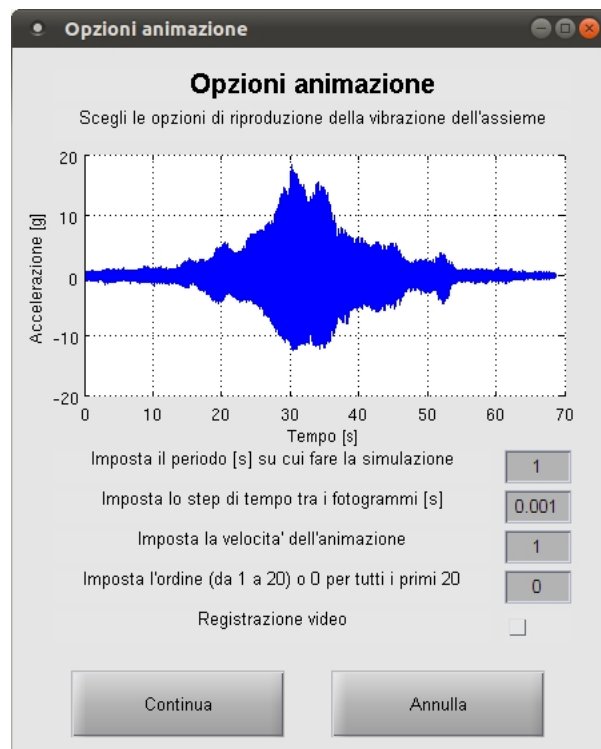 Opzioni animazione
Opzioni animazione
Scegli le opzioni di riproduzione della vibrazione dell'assieme
20
10
0
-10
-20
Accelerazione [g]
0 10 20 30 40 50 60 70
Tempo [s]
Imposta il periodo [s] su cui fare la simulazione 1
Imposta lo step di tempo tra i fotogrammi [s] 0.001
Imposta la velocita' dell'animazione 1
Imposta l'ordine (da 1 a 20) o 0 per tutti i primi 20 0
Registrazione video
Continua Annulla